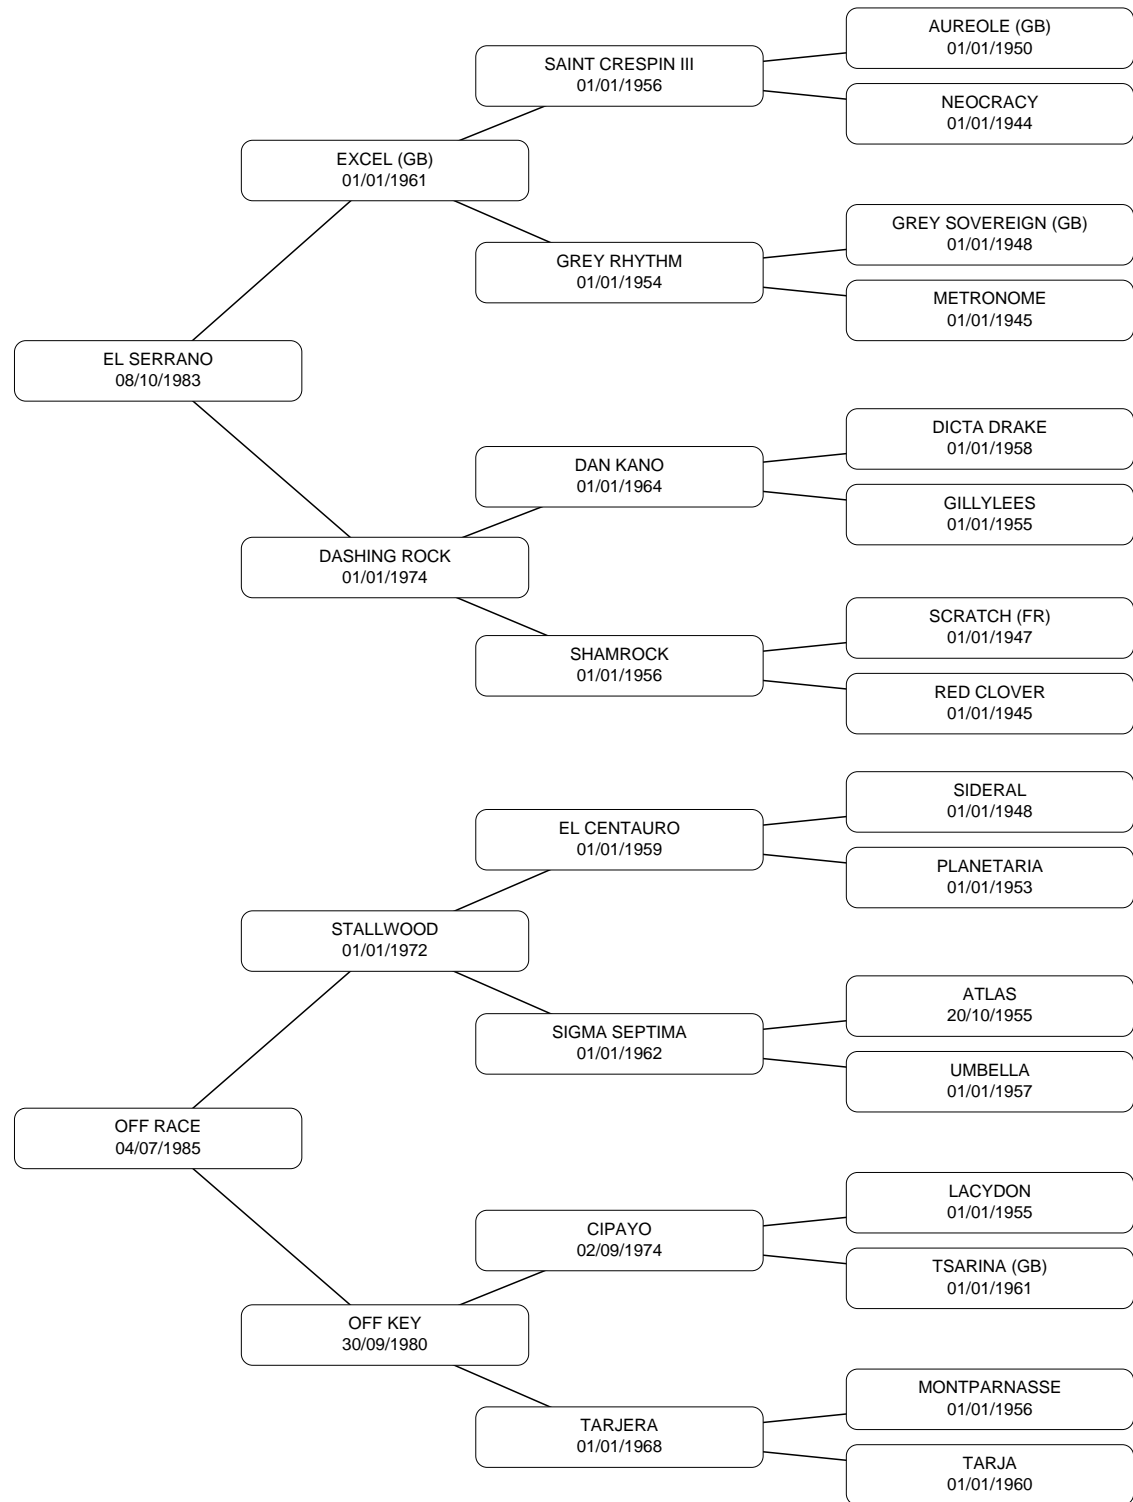 AUREOLE (GB)
01/01/1950
SAINT CRESPIN III
01/01/1956
NEOCRACY
01/01/1944
EXCEL (GB)
01/01/1961
GREY SOVEREIGN (GB)
01/01/1948
GREY RHYTHM
01/01/1954
METRONOME
01/01/1945
EL SERRANO
08/10/1983
DICTA DRAKE
01/01/1958
DAN KANO
01/01/1964
GILLYLEES
01/01/1955
DASHING ROCK
01/01/1974
SCRATCH (FR)
01/01/1947
SHAMROCK
01/01/1956
RED CLOVER
01/01/1945
SIDERAL
01/01/1948
EL CENTAURO
01/01/1959
PLANETARIA
01/01/1953
STALLWOOD
01/01/1972
ATLAS
20/10/1955
SIGMA SEPTIMA
01/01/1962
UMBELLA
01/01/1957
OFF RACE
04/07/1985
LACYDON
01/01/1955
CIPAYO
02/09/1974
TSARINA (GB)
01/01/1961
OFF KEY
30/09/1980
MONTPARNASSE
01/01/1956
TARJERA
01/01/1968
TARJA
01/01/1960